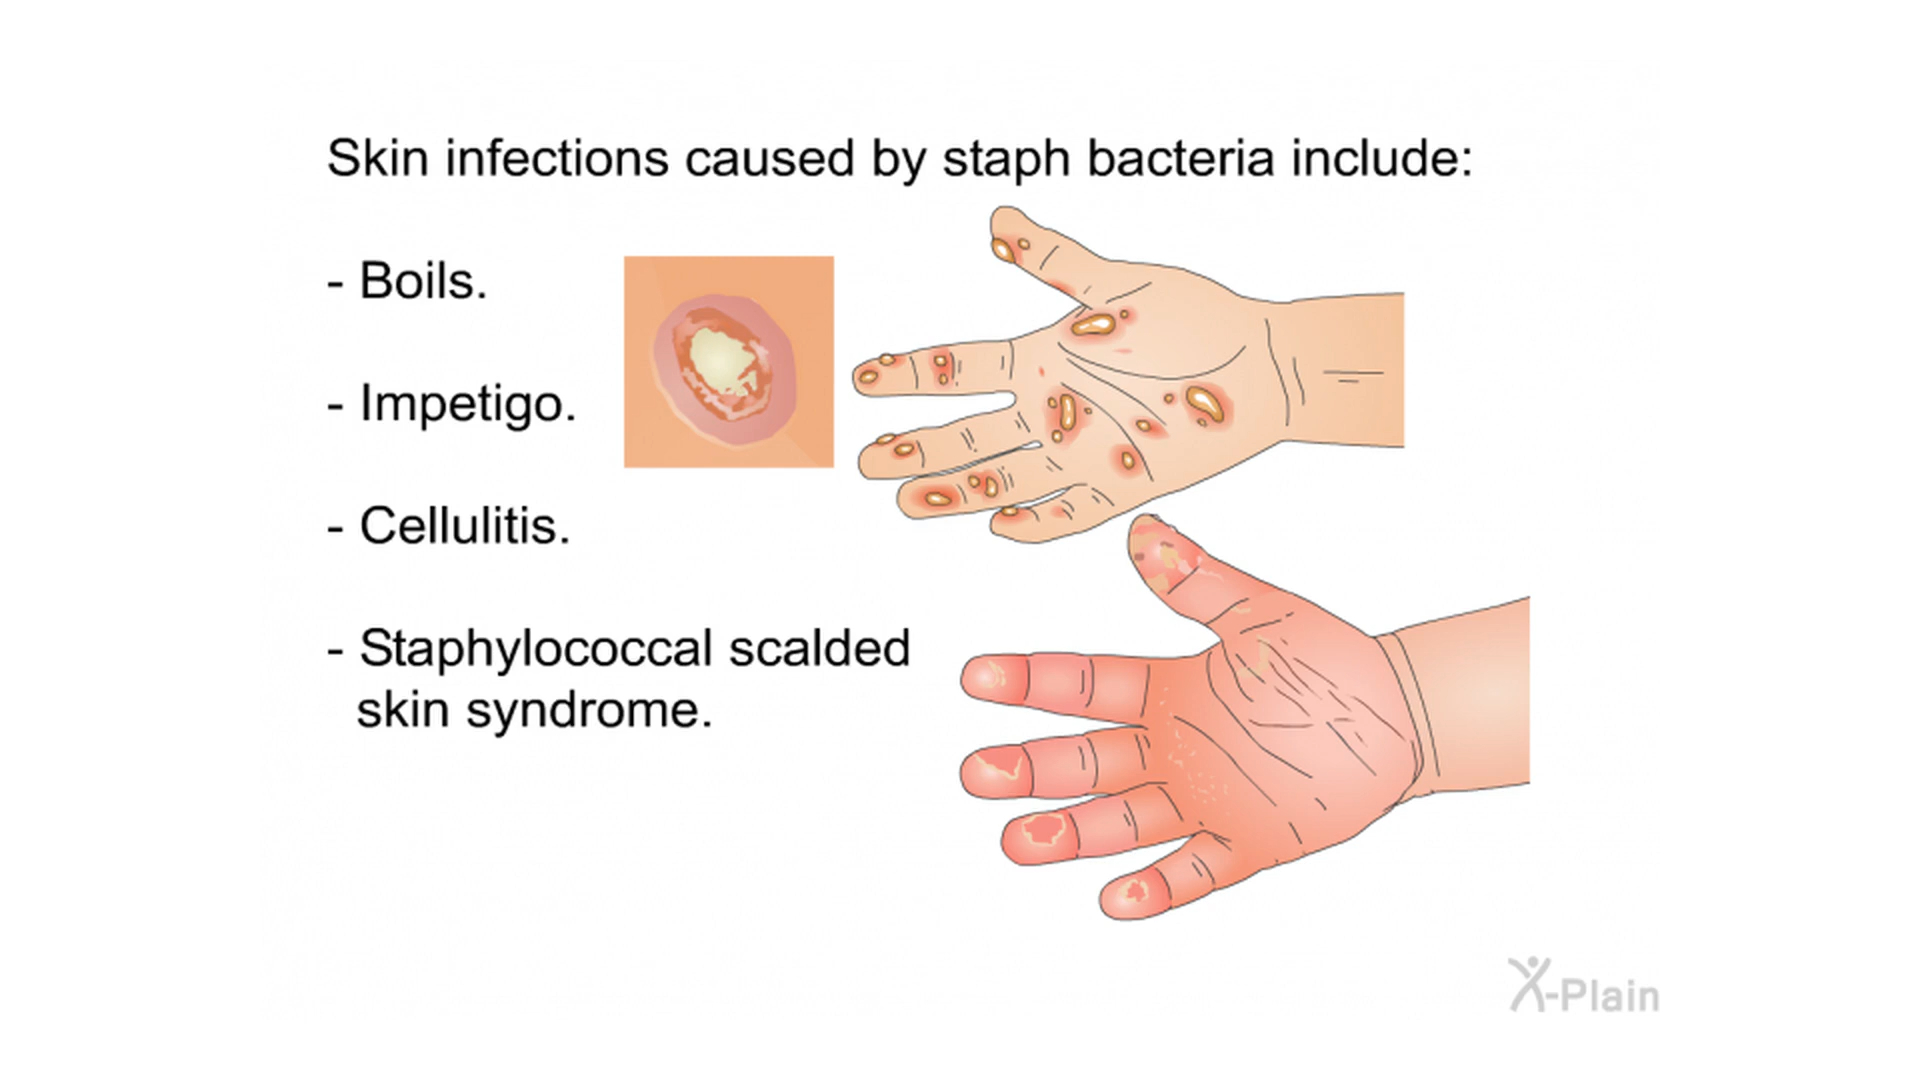 Skin infections caused by staph bacteria include:
- Boils.
- Impetigo.
- Cellulitis.
- Staphylococcal scalded
skin syndrome.
X-Plain